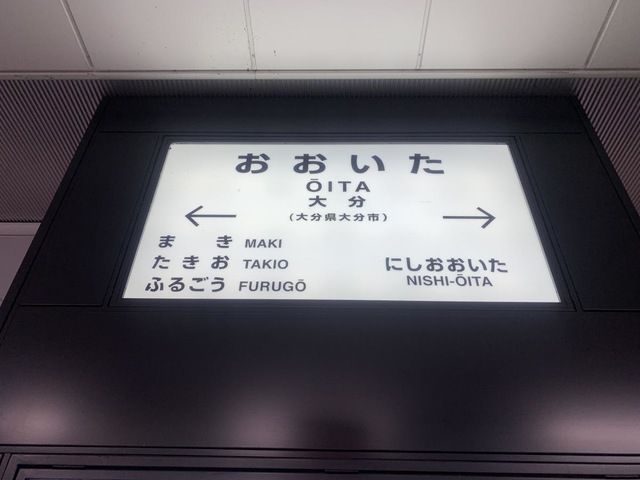 おおいた
ŌITA
大分
(大分県大分市)
まき MAKI
たきお TAKIO
ふるごう FURUGŌ
にしおおいた
NISHI-ŌITA